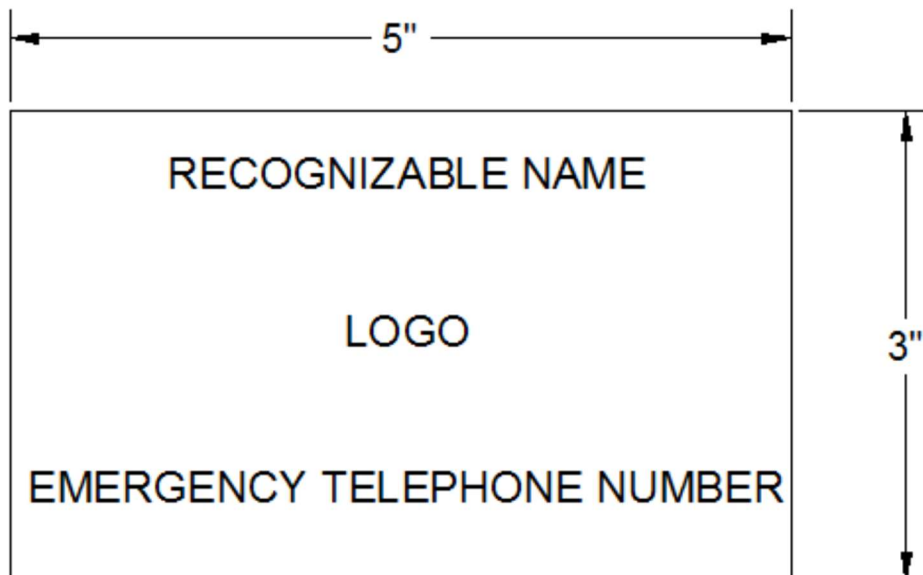 5"
RECOGNIZABLE NAME
LOGO
3"
EMERGENCY TELEPHONE NUMBER